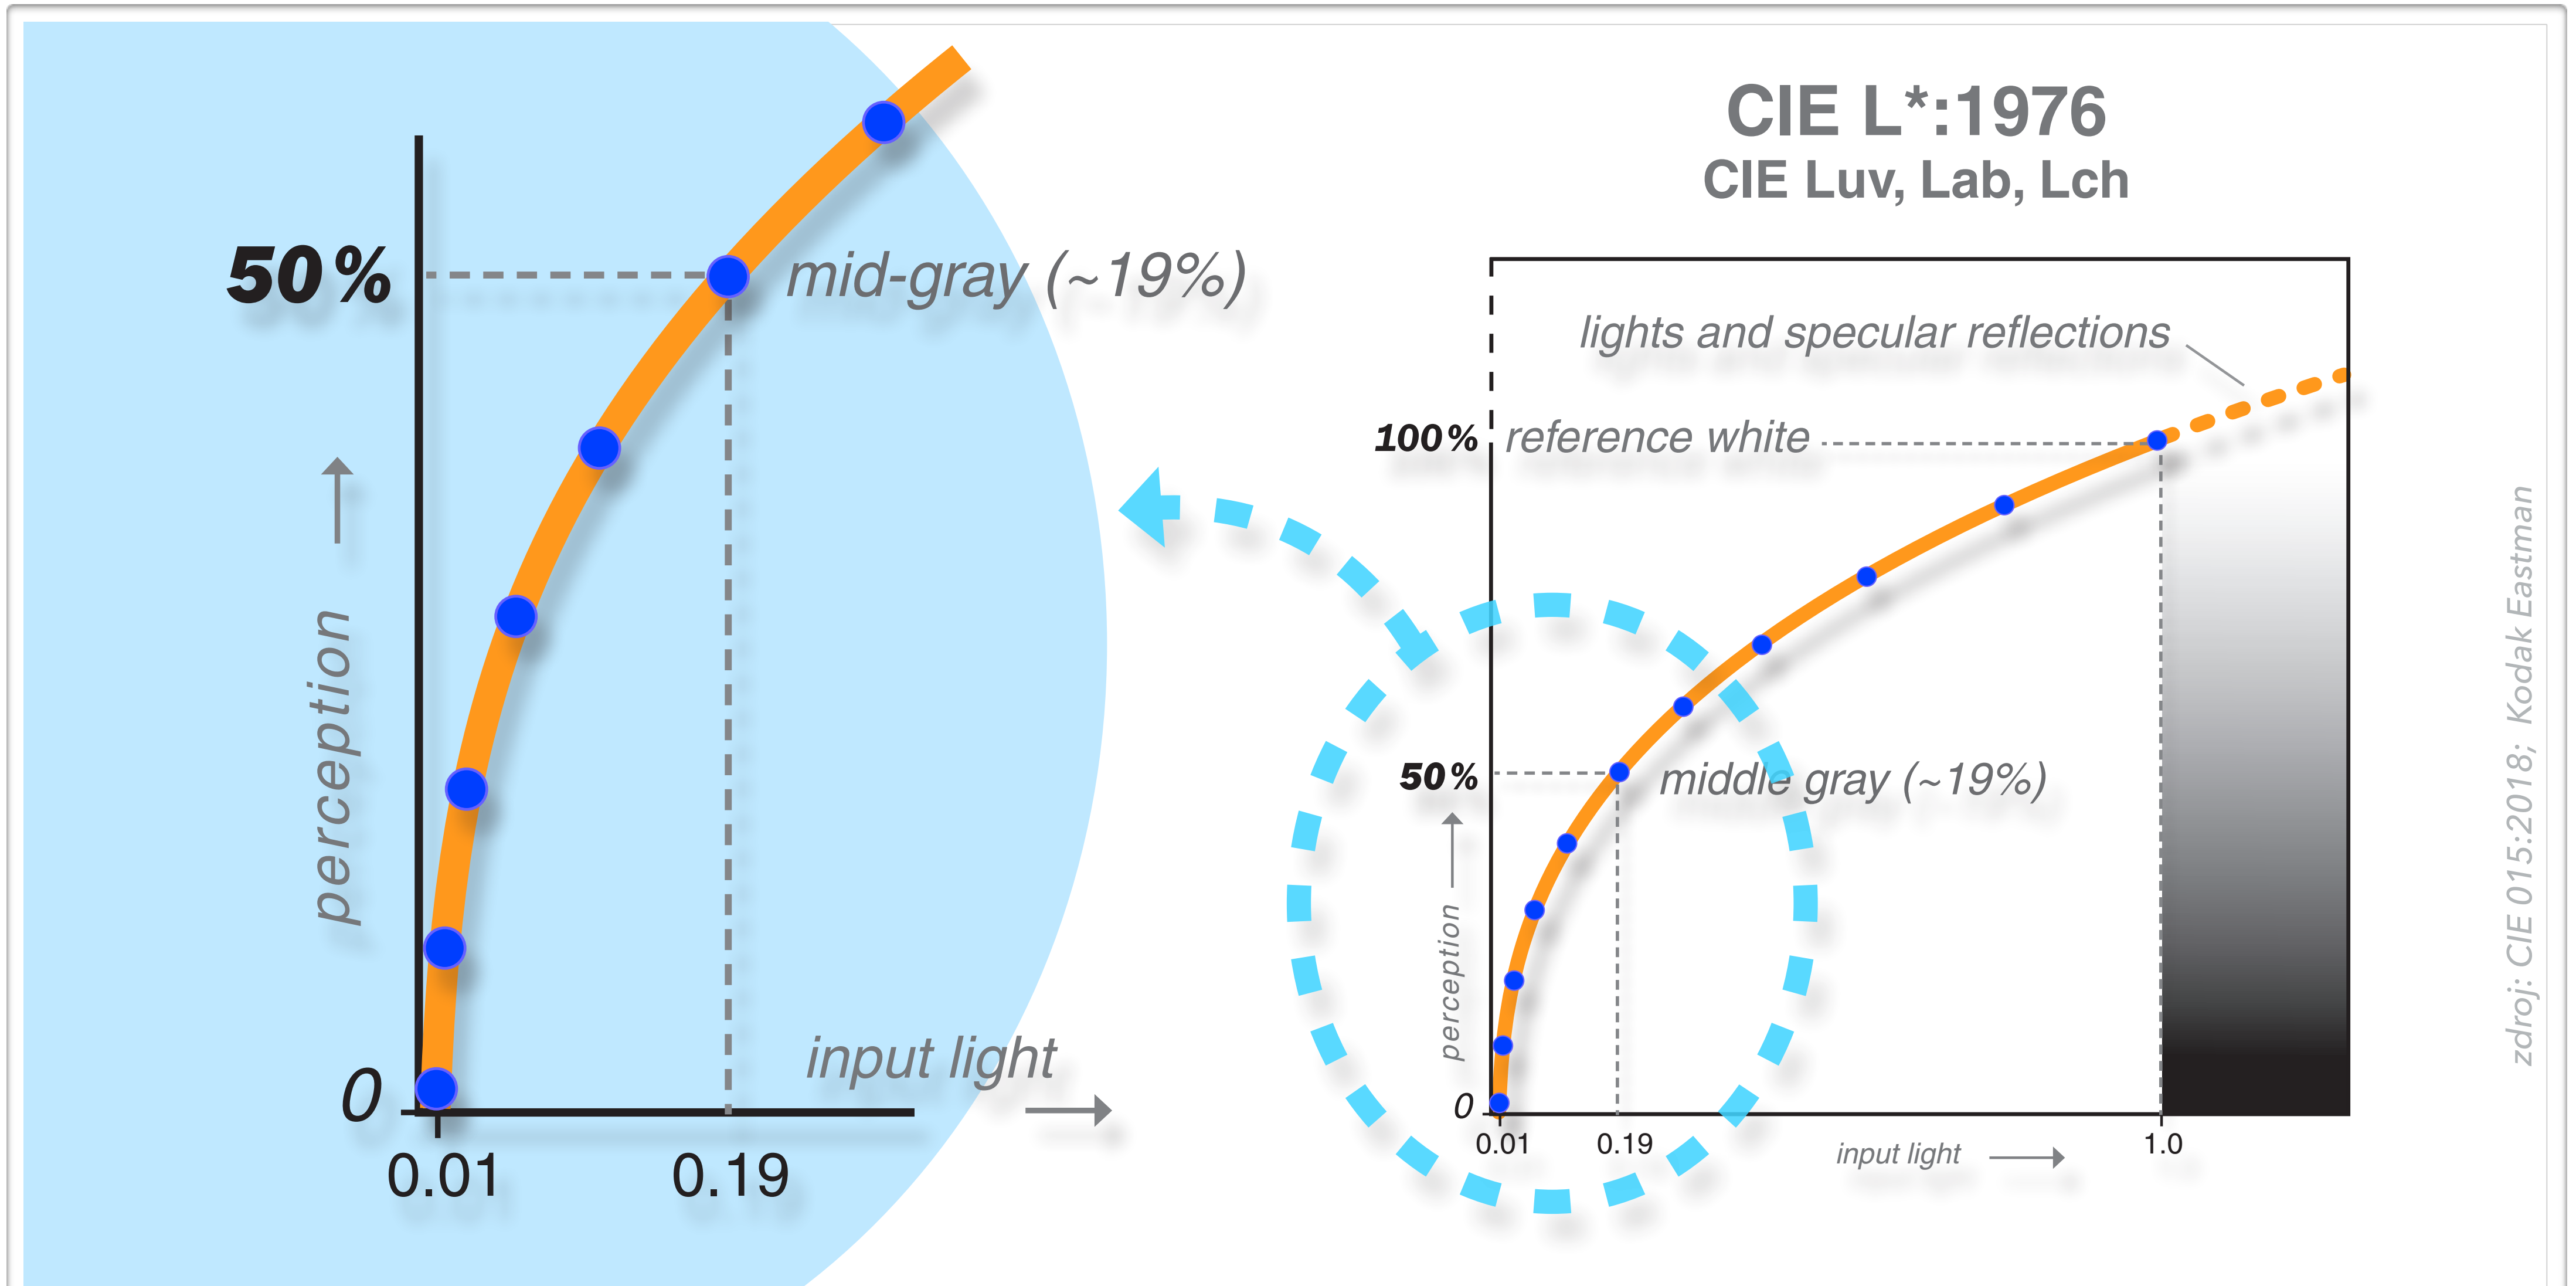 50%
mid-gray (~19%)
perception
input light
0
0.01
0.19
CIE L*:1976
CIE Luv, Lab, Lch
lights and specular reflections
100%
reference white
50%
middle gray (~19%)
perception
0
0.01
0.19
input light
1.0
zdroj: CIE 015:2018; Kodak Eastman